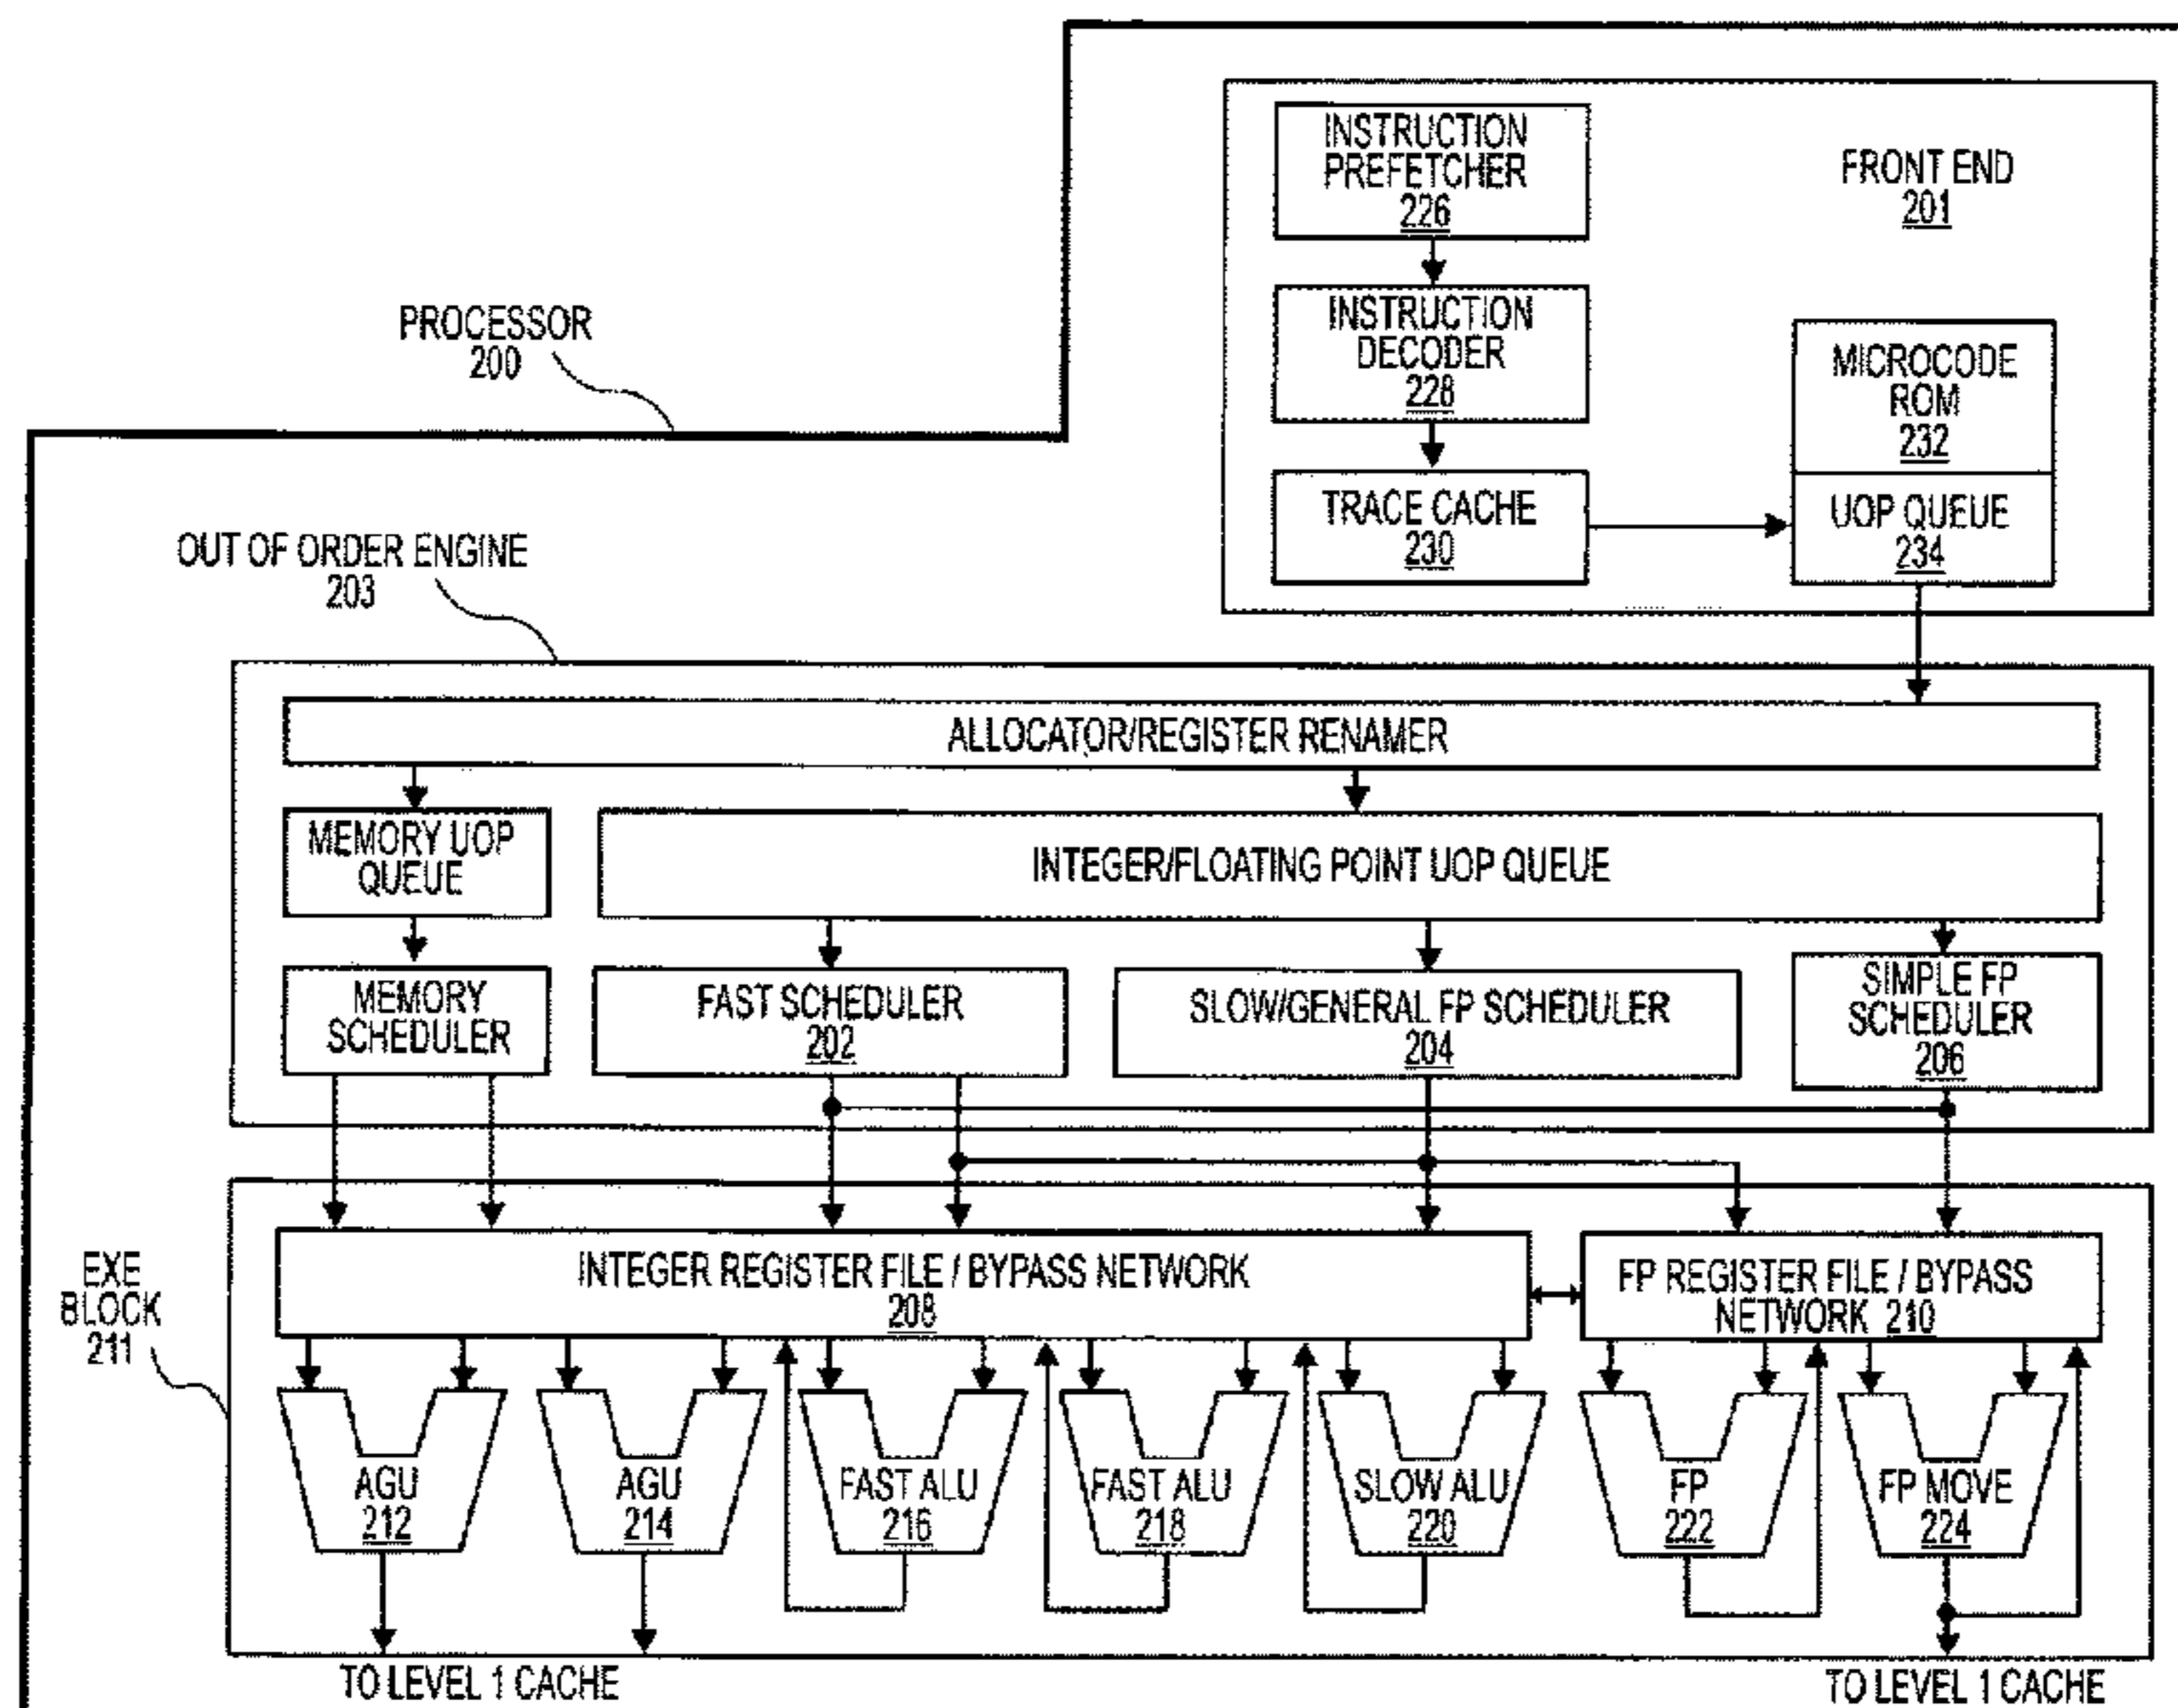 INSTRUCTION
PREFETCHER
226
FRONT END
201
INSTRUCTION
DECODER
228
PROCESSOR
200
MICROCODE
ROM
232
TRACE CACHE
230
UOP QUEUE
234
OUT OF ORDER ENGINE
203
ALLOCATOR/REGISTER RENAMER
MEMORY UOP
QUEUE
INTEGER/FLOATING POINT UOP QUEUE
MEMORY
SCHEDULER
FAST SCHEDULER
202
SLOW/GENERAL FP SCHEDULER
204
SIMPLE FP
SCHEDULER
206
EXE
BLOCK
211
INTEGER REGISTER FILE / BYPASS NETWORK
208
FP REGISTER FILE / BYPASS
NETWORK 210
AGU
212
AGU
214
FAST ALU
216
FAST ALU
218
SLOW ALU
220
FP
222
FP MOVE
224
TO LEVEL 1 CACHE
TO LEVEL 1 CACHE